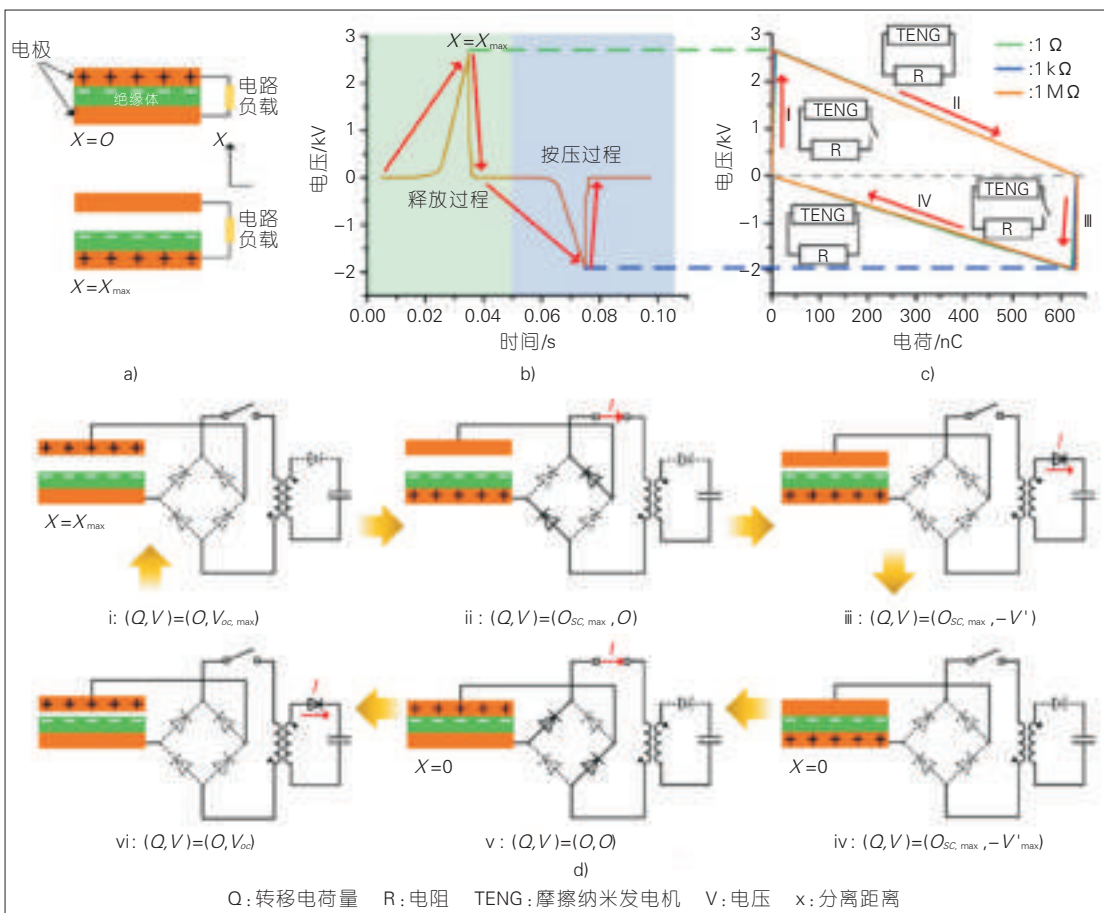 电极
绝缘体
电路
负载
X=O
X
电路
负载
X=X_max
a)
电压/kV
3
2
1
0
−1
−2
X=X_max
释放过程
按压过程
0.00 0.02 0.04 0.06 0.08 0.10
时间/s
b)
电压/kV
3
2
1
0
−1
−2
TENG
R
:1 Ω
:1 kΩ
:1 MΩ
I
II
TENG
R
III
IV
TENG
R
TENG
R
0 100 200 300 400 500 600
电荷/nC
c)
X=X_max
i: (Q,V)=(O,V_oc, max)
I
ii: (Q,V)=(O_SC, max ,O)
I
iii: (Q,V)=(O_SC, max ,−V')
I
vi: (Q,V)=(O,V_oc)
I
X=0
v: (Q,V)=(O,O)
X=0
iv: (Q,V)=(O_SC, max ,−V'_max)
d)
Q:转移电荷量 R:电阻 TENG:摩擦纳米发电机 V:电压 x:分离距离